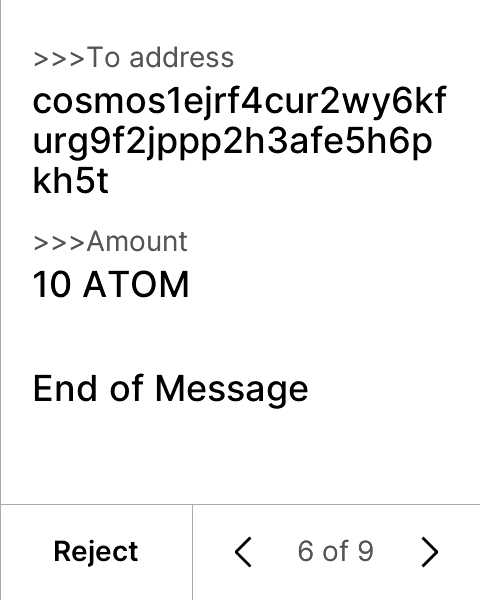 >>>To address
cosmos1ejrf4cur2wy6kf
urg9f2jppp2h3afe5h6p
kh5t
>>>Amount
10 ATOM
End of Message
Reject
6 of 9